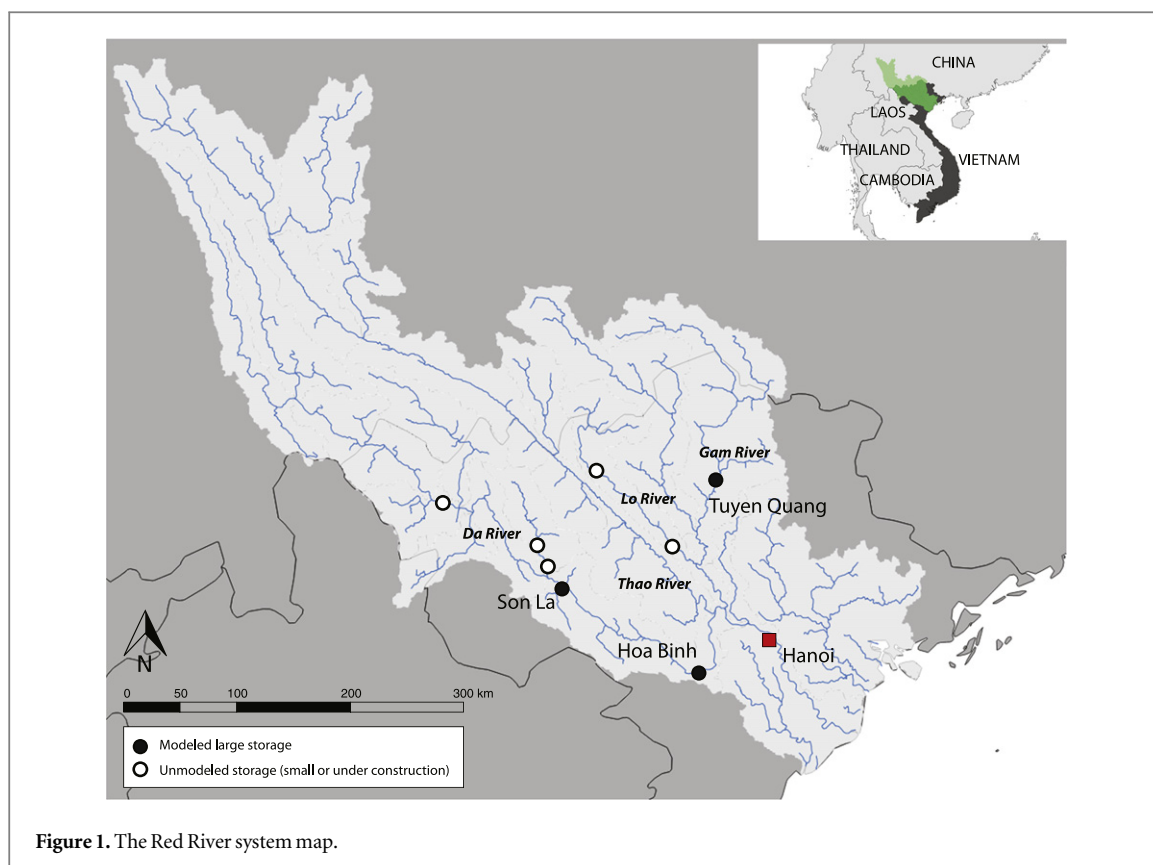 CHINA
LAOS
THAILAND
VIETNAM
CAMBODIA
Gam River
Lo River
Tuyen Quang
Da River
Thao River
Son La
Hoa Binh
Hanoi
N
0 50 100 200 300 km
Modeled large storage
Unmodeled storage (small or under construction)
Figure 1. The Red River system map.